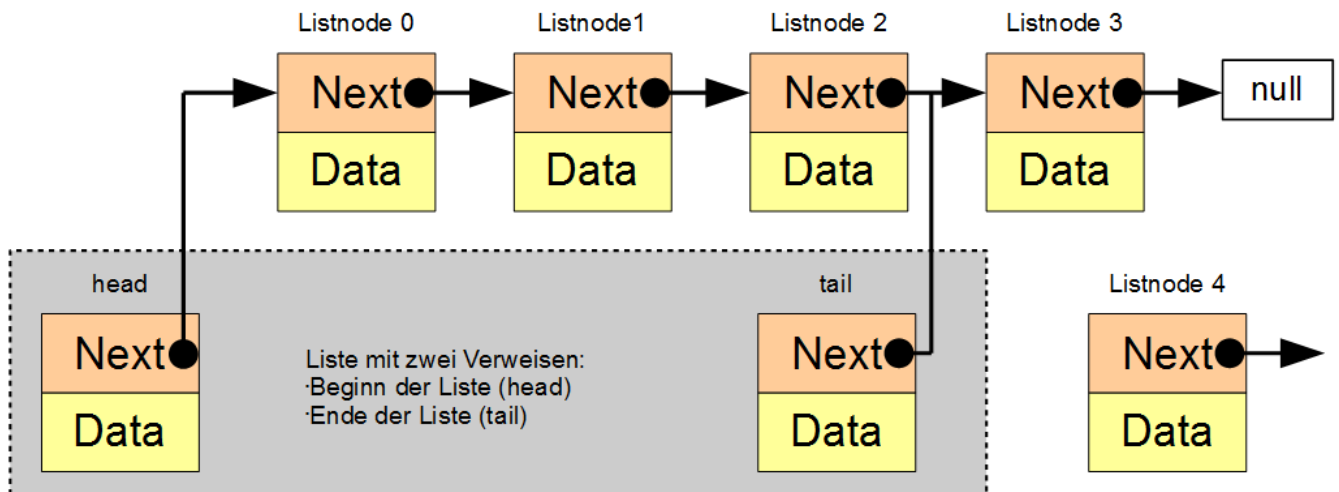 Listnode 0
Listnode1
Listnode 2
Listnode 3
Next
Next
Next
Next
null
Data
Data
Data
Data
head
tail
Listnode 4
Next
Liste mit zwei Verweisen:
·Beginn der Liste (head)
·Ende der Liste (tail)
Next
Next
Data
Data
Data